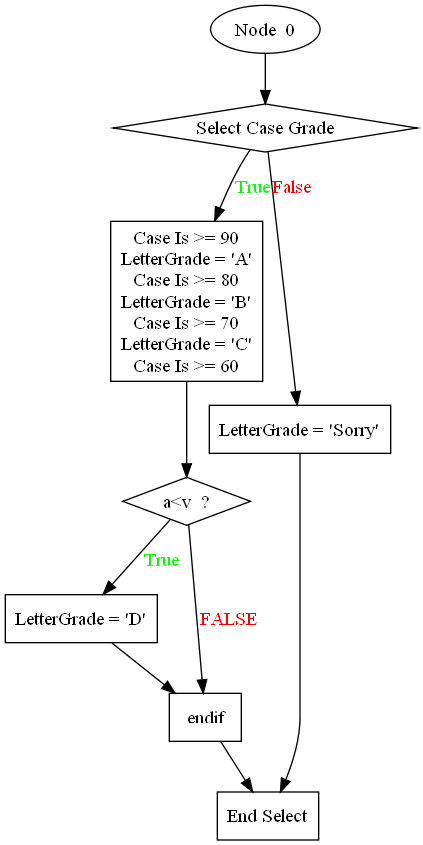 Node  0
Select Case Grade
True
False
Case Is >= 90
LetterGrade = 'A'
Case Is >= 80
LetterGrade = 'B'
Case Is >= 70
LetterGrade = 'C'
Case Is >= 60
LetterGrade = 'Sorry'
a<v  ?
True
LetterGrade = 'D'
FALSE
endif
End Select